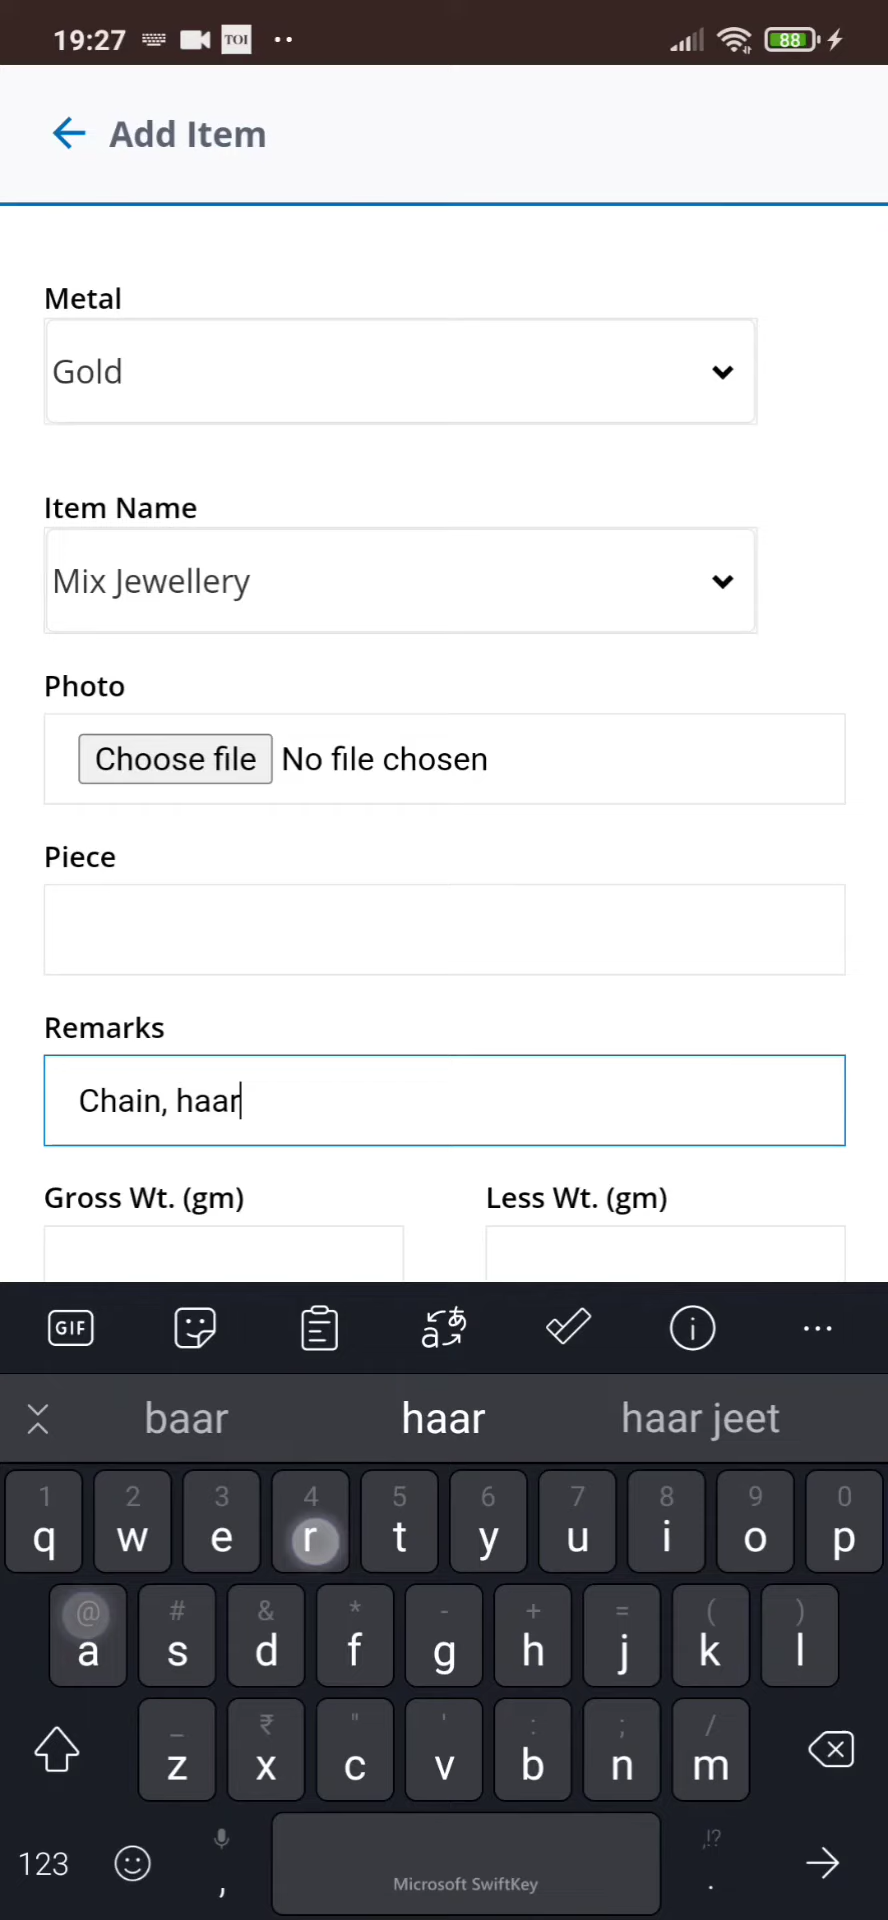 19:27 TOI 88
Add Item
Metal
Gold
Item Name
Mix Jewellery
Photo
Choose file No file chosen
Piece
Remarks
Chain, haar
Gross Wt. (gm) Less Wt. (gm)
GIF
baar haar haar jeet
1 2 3 4 5 6 7 8 9 0
q w e r t y u i o p
@ # & * - + = ( )
a s d f g h j k l
_ ₹ " ' : ; /
z x c v b n m
123 , Microsoft SwiftKey ,!? .